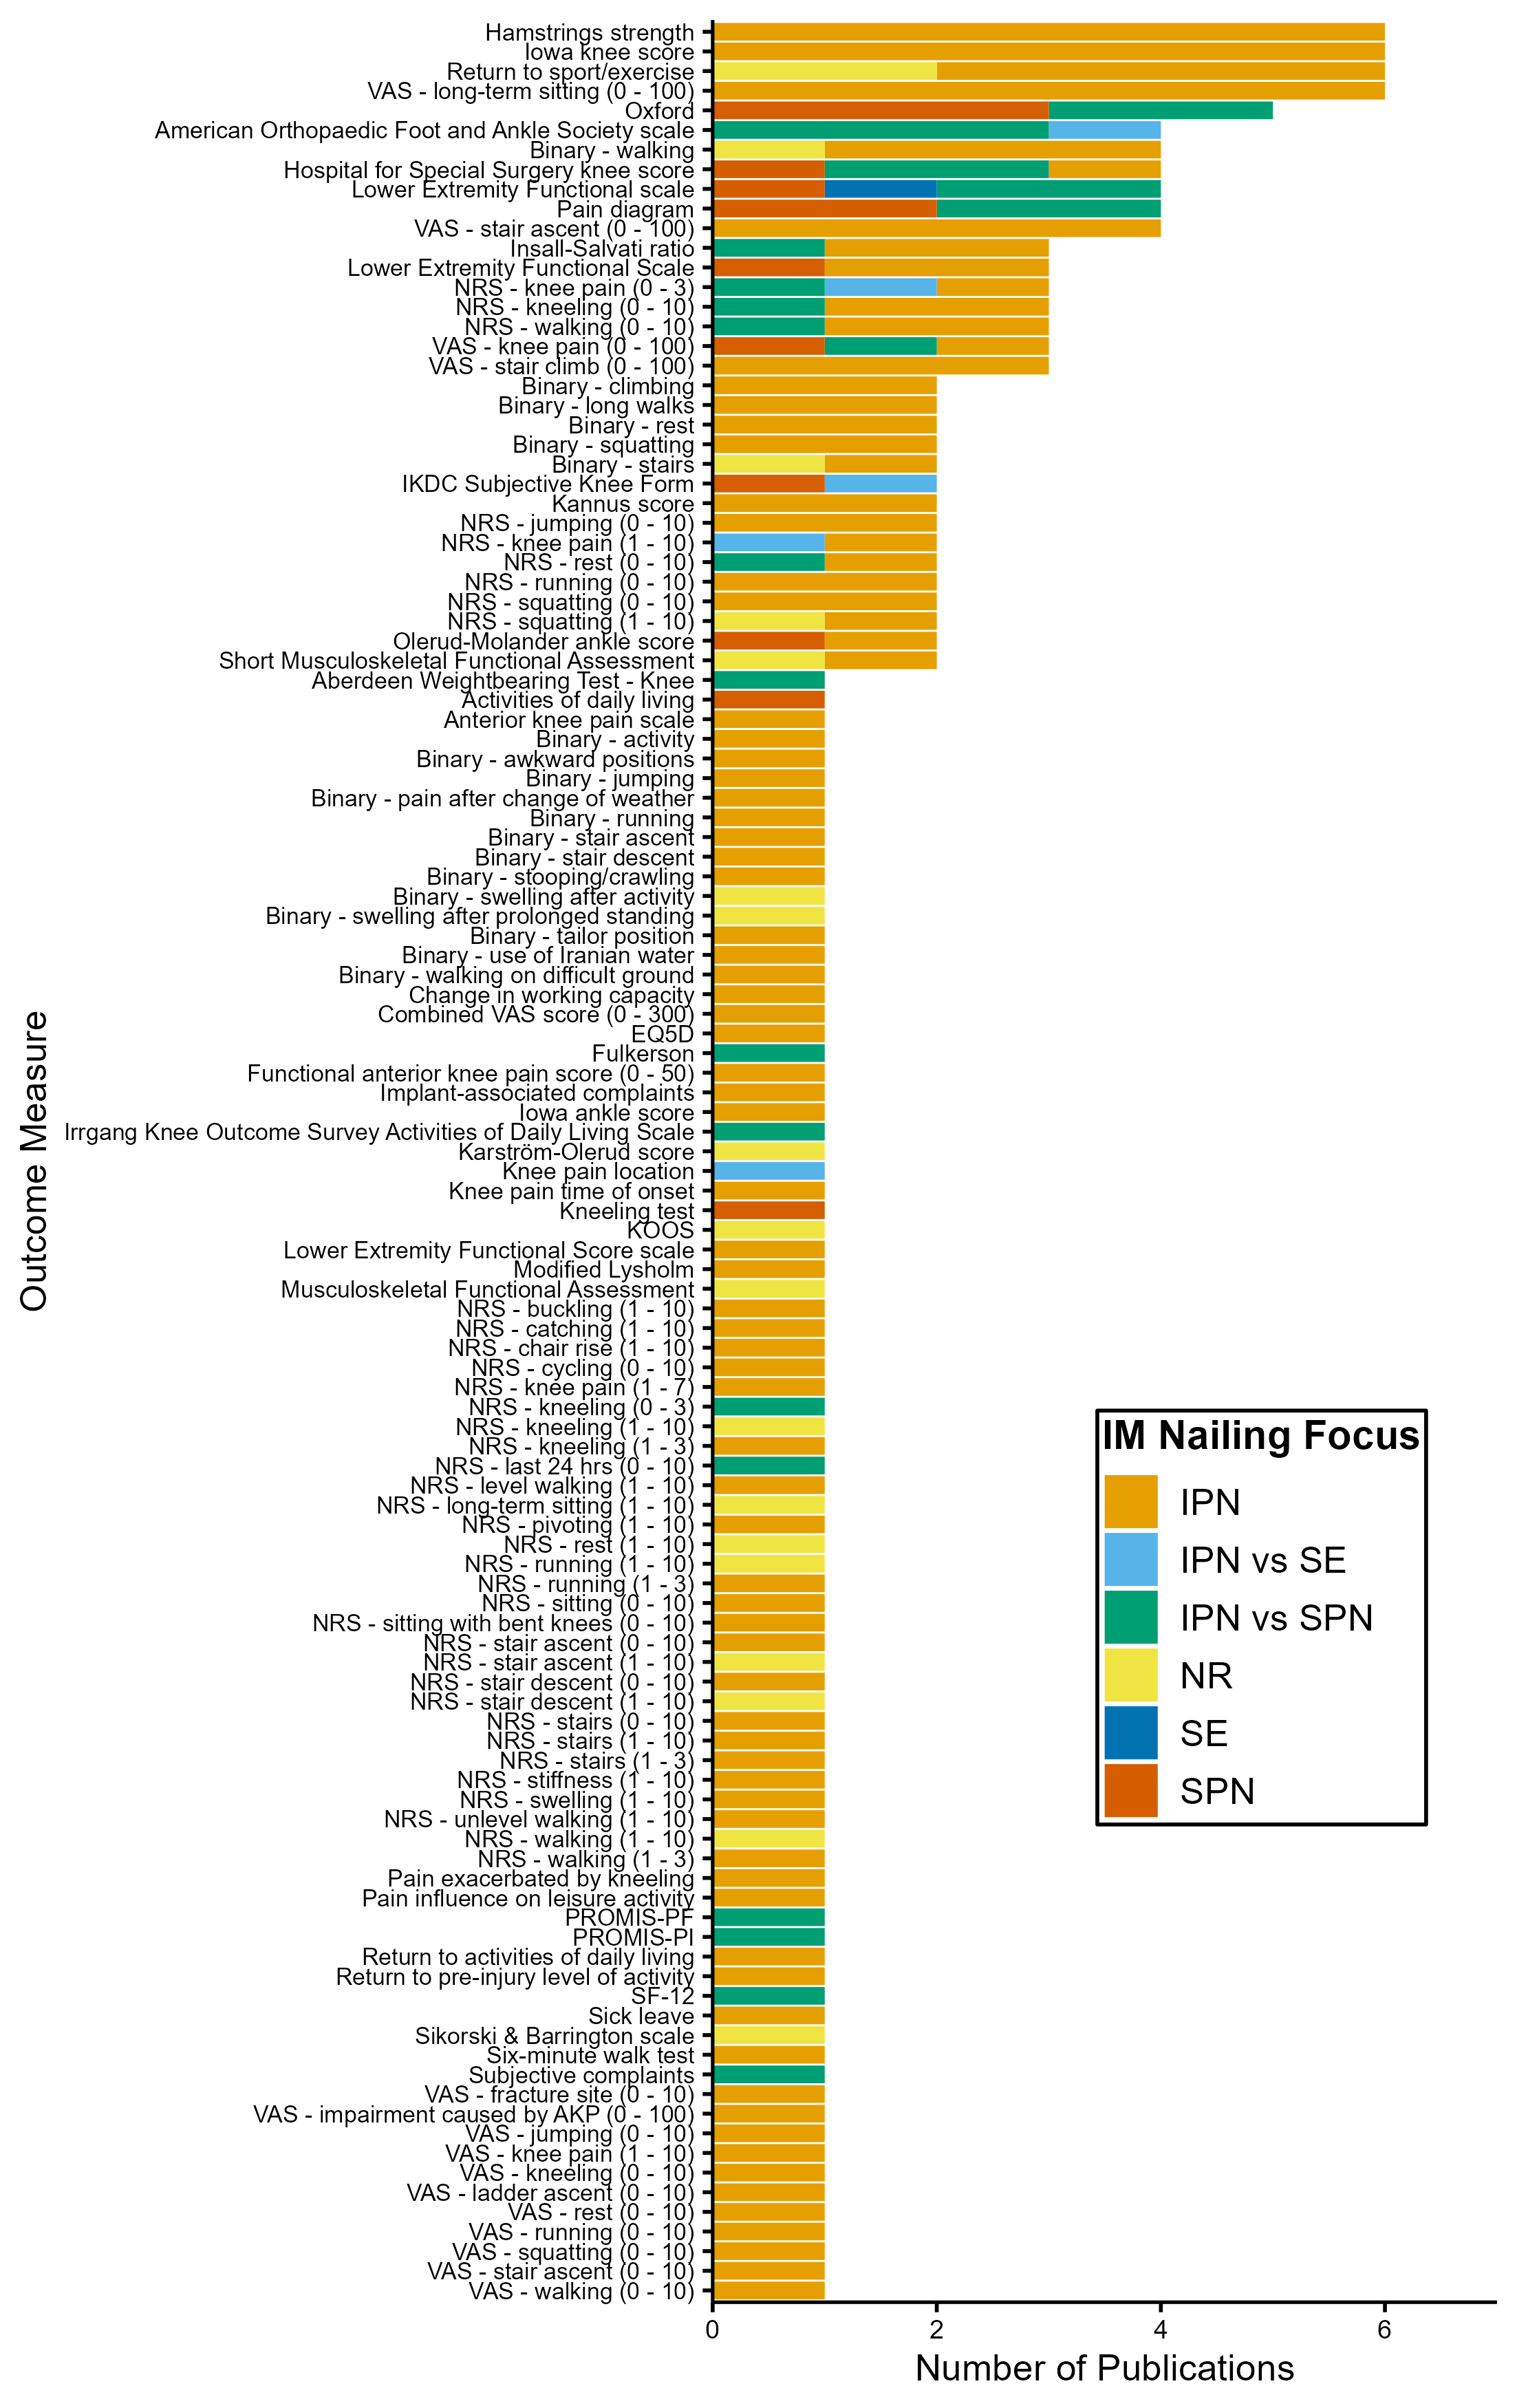 Hamstrings strength
Iowa knee score
Return to sport/exercise
VAS - long-term sitting (0 - 100)
Oxford
American Orthopaedic Foot and Ankle Society scale
Binary - walking
Hospital for Special Surgery knee score
Lower Extremity Functional scale
Pain diagram
VAS - stair ascent (0 - 100)
Insall-Salvati ratio
Lower Extremity Functional Scale
NRS - knee pain (0 - 3)
NRS - kneeling (0 - 10)
NRS - walking (0 - 10)
VAS - knee pain (0 - 100)
VAS - stair climb (0 - 100)
Binary - climbing
Binary - long walks
Binary - rest
Binary - squatting
Binary - stairs
IKDC Subjective Knee Form
Kannus score
NRS - jumping (0 - 10)
NRS - knee pain (1 - 10)
NRS - rest (0 - 10)
NRS - running (0 - 10)
NRS - squatting (0 - 10)
NRS - squatting (1 - 10)
Olerud-Molander ankle score
Short Musculoskeletal Functional Assessment
Aberdeen Weightbearing Test - Knee
Activities of daily living
Anterior knee pain scale
Binary - activity
Binary - awkward positions
Binary - jumping
Binary - pain after change of weather
Binary - running
Binary - stair ascent
Binary - stair descent
Binary - stooping/crawling
Binary - swelling after activity
Binary - swelling after prolonged standing
Binary - tailor position
Binary - use of Iranian water
Binary - walking on difficult ground
Change in working capacity
Combined VAS score (0 - 300)
EQ5D
Fulkerson
Functional anterior knee pain score (0 - 50)
Implant-associated complaints
Iowa ankle score
Irrgang Knee Outcome Survey Activities of Daily Living Scale
Karström-Olerud score
Knee pain location
Knee pain time of onset
Kneeling test
KOOS
Lower Extremity Functional Score scale
Modified Lysholm
Musculoskeletal Functional Assessment
NRS - buckling (1 - 10)
NRS - catching (1 - 10)
NRS - chair rise (1 - 10)
NRS - cycling (0 - 10)
NRS - knee pain (1 - 7)
NRS - kneeling (0 - 3)
NRS - kneeling (1 - 10)
NRS - kneeling (1 - 3)
NRS - last 24 hrs (0 - 10)
NRS - level walking (1 - 10)
NRS - long-term sitting (1 - 10)
NRS - pivoting (1 - 10)
NRS - rest (1 - 10)
NRS - running (1 - 10)
NRS - running (1 - 3)
NRS - sitting (0 - 10)
NRS - sitting with bent knees (0 - 10)
NRS - stair ascent (0 - 10)
NRS - stair ascent (1 - 10)
NRS - stair descent (0 - 10)
NRS - stair descent (1 - 10)
NRS - stairs (0 - 10)
NRS - stairs (1 - 10)
NRS - stairs (1 - 3)
NRS - stiffness (1 - 10)
NRS - swelling (1 - 10)
NRS - unlevel walking (1 - 10)
NRS - walking (1 - 10)
NRS - walking (1 - 3)
Pain exacerbated by kneeling
Pain influence on leisure activity
PROMIS-PF
PROMIS-PI
Return to activities of daily living
Return to pre-injury level of activity
SF-12
Sick leave
Sikorski & Barrington scale
Six-minute walk test
Subjective complaints
VAS - fracture site (0 - 10)
VAS - impairment caused by AKP (0 - 100)
VAS - jumping (0 - 10)
VAS - knee pain (1 - 10)
VAS - kneeling (0 - 10)
VAS - ladder ascent (0 - 10)
VAS - rest (0 - 10)
VAS - running (0 - 10)
VAS - squatting (0 - 10)
VAS - stair ascent (0 - 10)
VAS - walking (0 - 10)
Outcome Measure
0 2 4 6
Number of Publications
IM Nailing Focus
IPN
IPN vs SE
IPN vs SPN
NR
SE
SPN